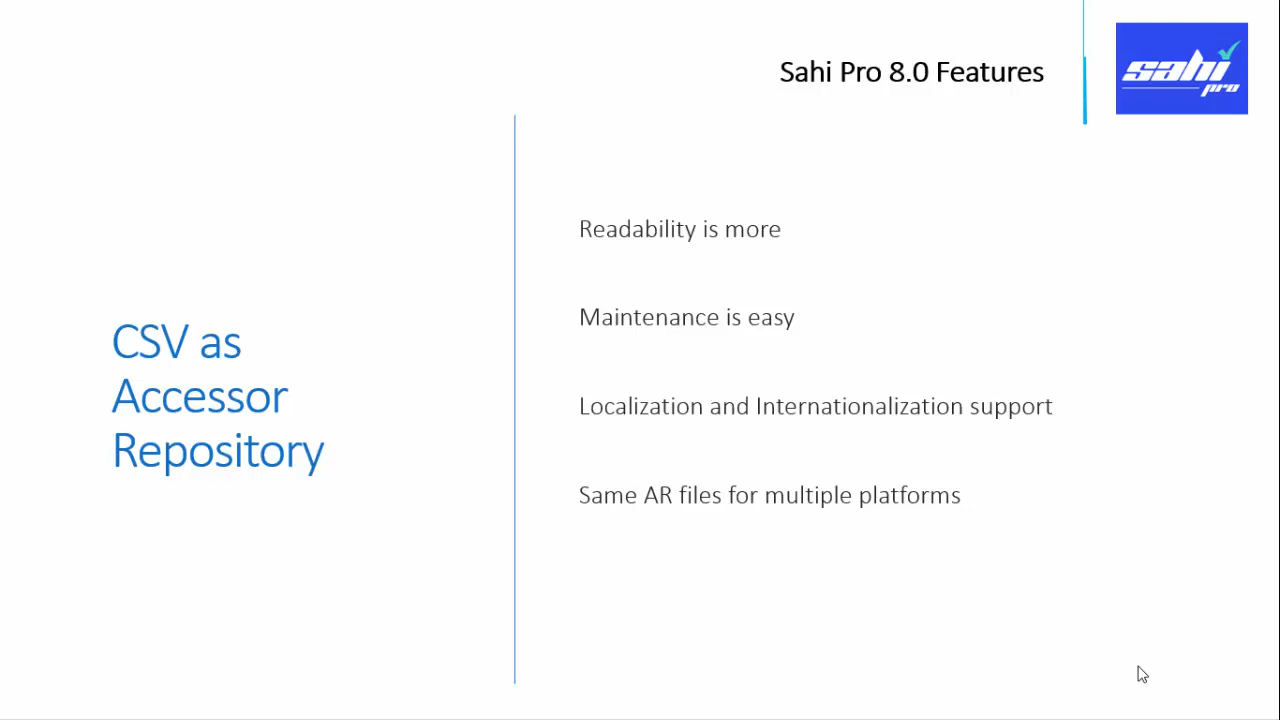 Sahi Pro 8.0 Features
sahi
pro
CSV as
Accessor
Repository
Readability is more
Maintenance is easy
Localization and Internationalization support
Same AR files for multiple platforms